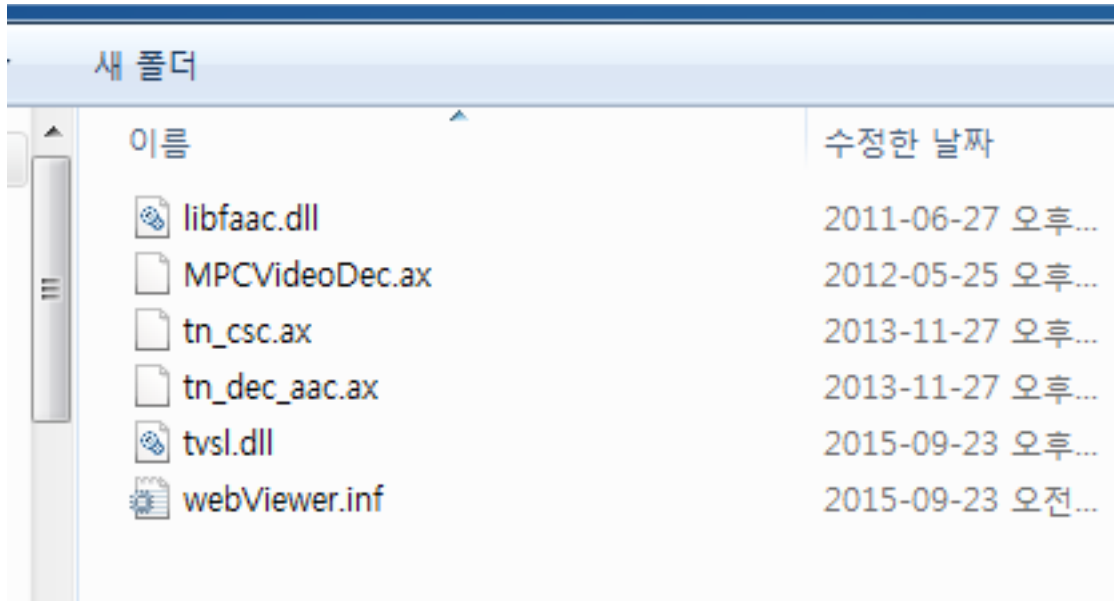 새 폴더
이름 수정한 날짜
libfaac.dll 2011-06-27 오후...
MPCVideoDec.ax 2012-05-25 오후...
tn_csc.ax 2013-11-27 오후...
tn_dec_aac.ax 2013-11-27 오후...
tvsl.dll 2015-09-23 오후...
webViewer.inf 2015-09-23 오전...